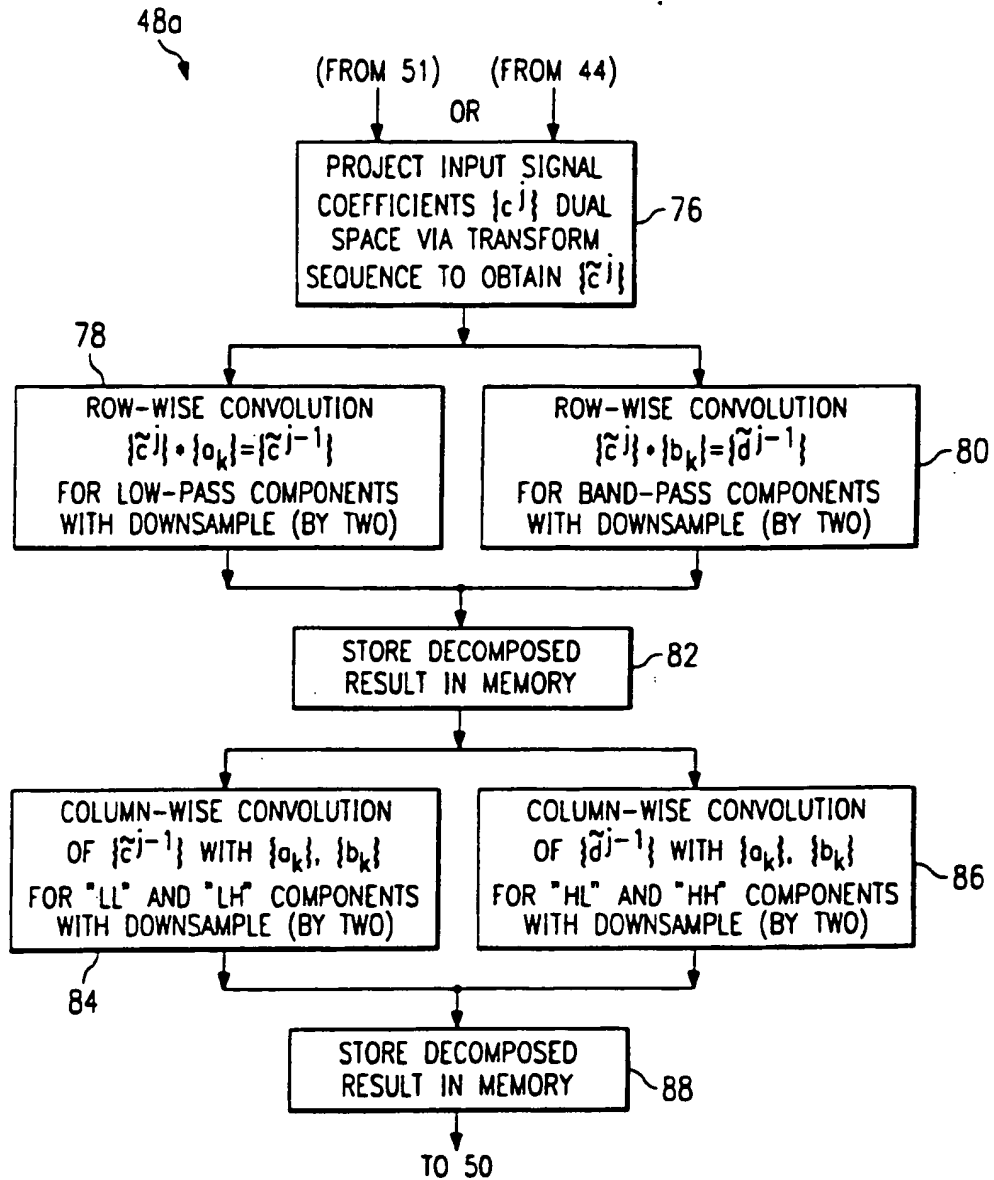 48a
(FROM 51) (FROM 44)
OR
PROJECT INPUT SIGNAL
COEFFICIENTS {c^j} DUAL
SPACE VIA TRANSFORM
SEQUENCE TO OBTAIN {c̃^j}
76
78
ROW-WISE CONVOLUTION
{c̃^j} * {a_k} = {c̃^j-1}
FOR LOW-PASS COMPONENTS
WITH DOWNSAMPLE (BY TWO)
ROW-WISE CONVOLUTION
{c̃^j} * {b_k} = {d̃^j-1}
FOR BAND-PASS COMPONENTS
WITH DOWNSAMPLE (BY TWO)
80
STORE DECOMPOSED
RESULT IN MEMORY
82
COLUMN-WISE CONVOLUTION
OF {c̃^j-1} WITH {a_k}, {b_k}
FOR "LL" AND "LH" COMPONENTS
WITH DOWNSAMPLE (BY TWO)
84
COLUMN-WISE CONVOLUTION
OF {d̃^j-1} WITH {a_k}, {b_k}
FOR "HL" AND "HH" COMPONENTS
WITH DOWNSAMPLE (BY TWO)
86
STORE DECOMPOSED
RESULT IN MEMORY
88
TO 50